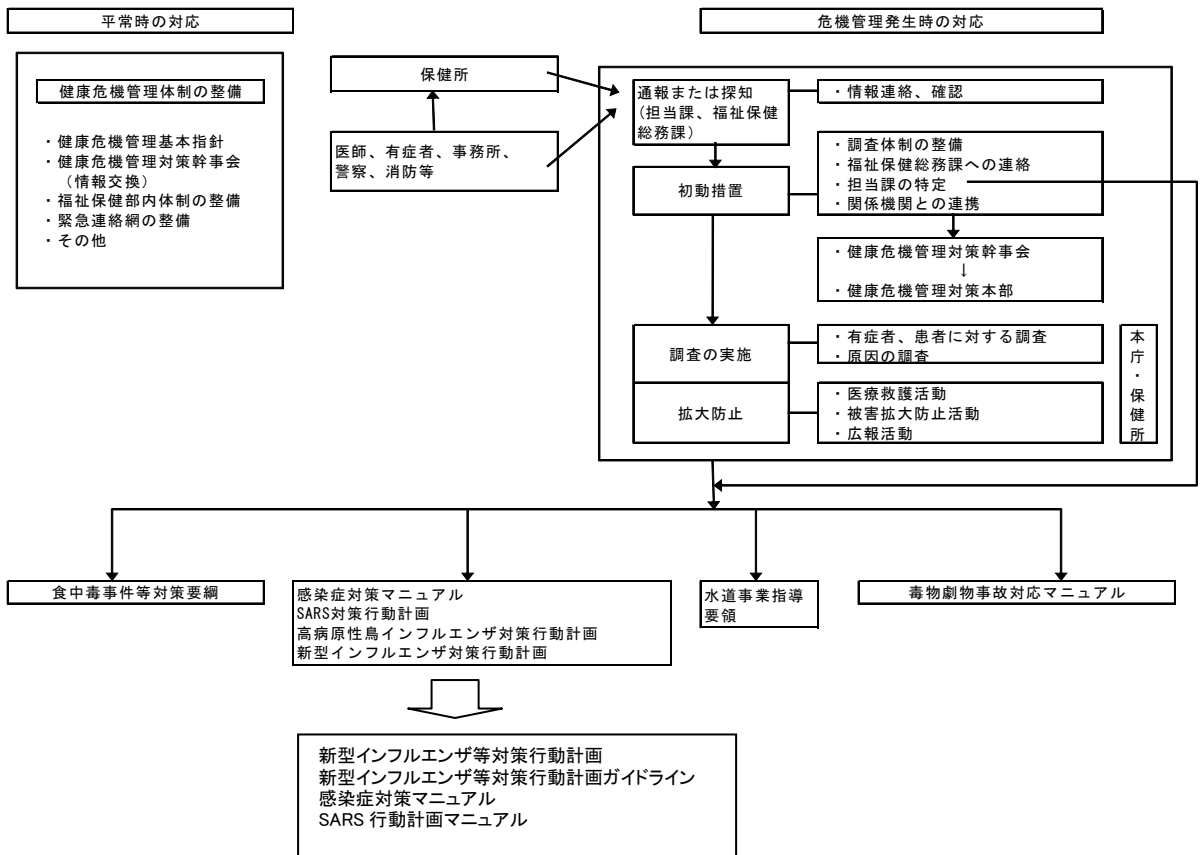 平常時の対応
健康危機管理体制の整備
・健康危機管理基本指針
・健康危機管理対策幹事会
（情報交換）
・福祉保健部内体制の整備
・緊急連絡網の整備
・その他
危機管理発生時の対応
保健所
医師、有症者、事務所、
警察、消防等
通報または探知
(担当課、福祉保健
総務課)
・情報連絡、確認
初動措置
・調査体制の整備
・福祉保健総務課への連絡
・担当課の特定
・関係機関との連携
・健康危機管理対策幹事会
↓
・健康危機管理対策本部
調査の実施
・有症者、患者に対する調査
・原因の調査
拡大防止
・医療救護活動
・被害拡大防止活動
・広報活動
本庁・保健所
食中毒事件等対策要綱
感染症対策マニュアル
SARS対策行動計画
高病原性鳥インフルエンザ対策行動計画
新型インフルエンザ対策行動計画
水道事業指導
要領
毒物劇物事故対応マニュアル
新型インフルエンザ等対策行動計画
新型インフルエンザ等対策行動計画ガイドライン
感染症対策マニュアル
SARS 行動計画マニュアル